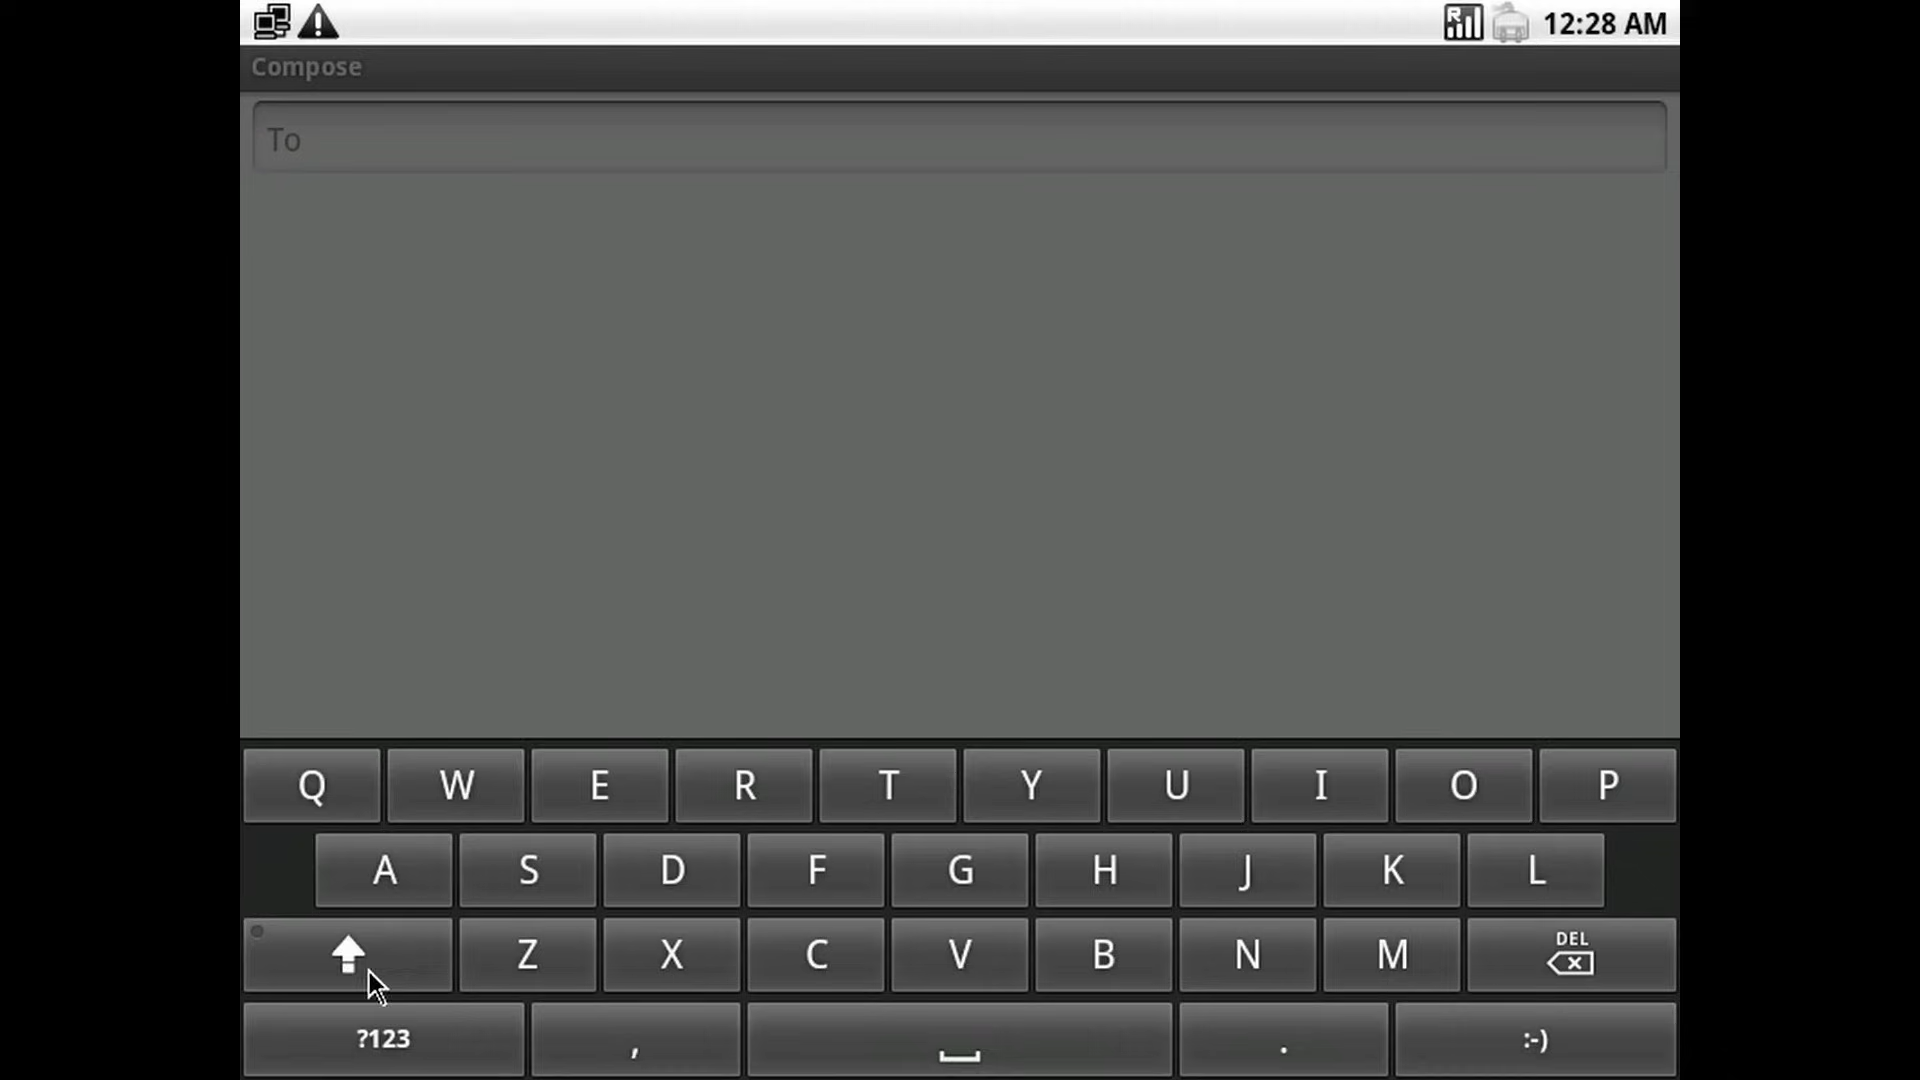 R 12:28 AM
Compose
To
Q W E R T Y U I O P
A S D F G H J K L
Z X C V B N M DEL
?123 , . :-)